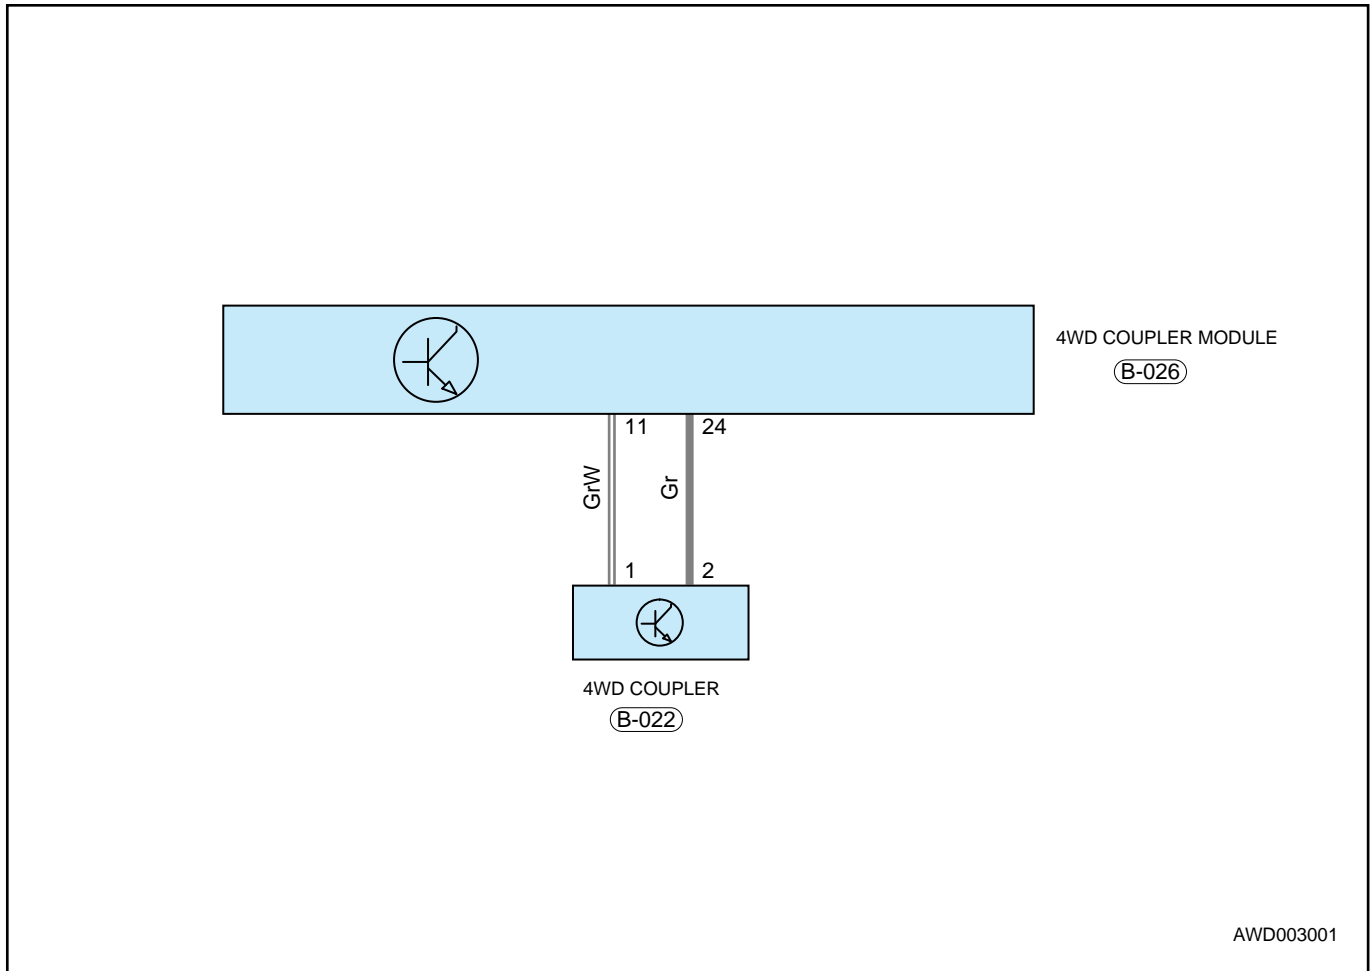 4WD COUPLER MODULE
B-026
11
24
GrW
Gr
1
2
4WD COUPLER
B-022
AWD003001